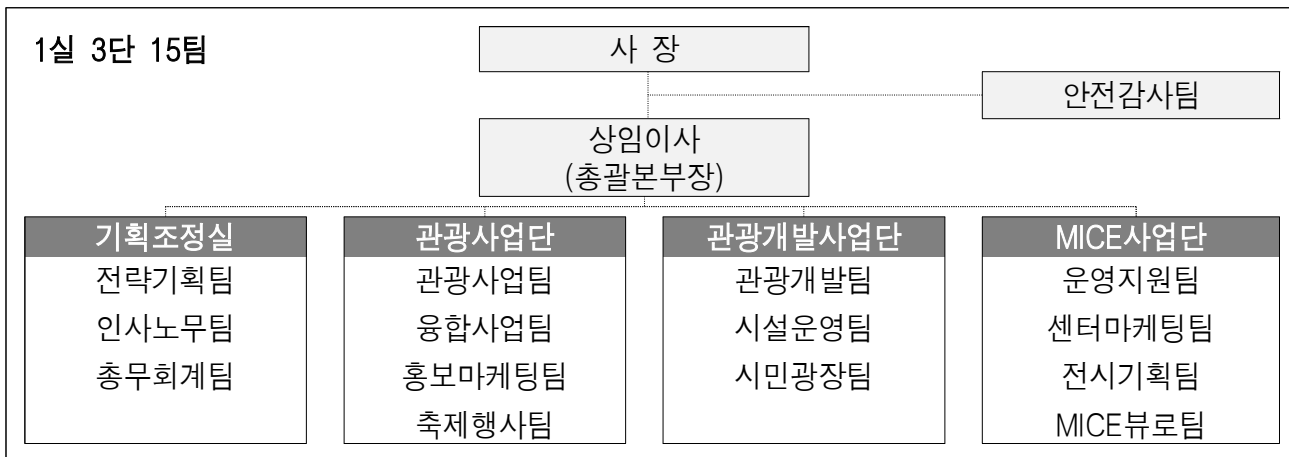 1실 3단 15팀
사 장
안전감사팀
상임이사
(총괄본부장)
기획조정실
전략기획팀
인사노무팀
총무회계팀
관광사업단
관광사업팀
융합사업팀
홍보마케팅팀
축제행사팀
관광개발사업단
관광개발팀
시설운영팀
시민광장팀
MICE사업단
운영지원팀
센터마케팅팀
전시기획팀
MICE뷰로팀